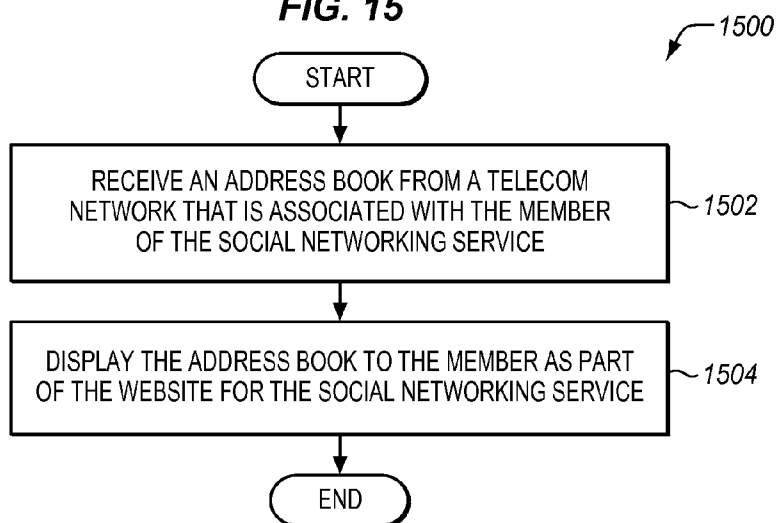 FIG. 15
1500
START
RECEIVE AN ADDRESS BOOK FROM A TELECOM
NETWORK THAT IS ASSOCIATED WITH THE MEMBER
OF THE SOCIAL NETWORKING SERVICE
1502
DISPLAY THE ADDRESS BOOK TO THE MEMBER AS PART
OF THE WEBSITE FOR THE SOCIAL NETWORKING SERVICE
1504
END